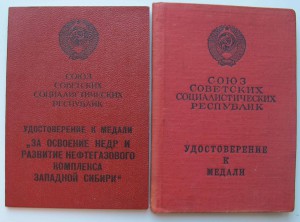 СОЮЗ
СОВЕТСКИХ
СОЦИАЛИСТИЧЕСКИХ
РЕСПУБЛИК
УДОСТОВЕРЕНИЕ К МЕДАЛИ
„ЗА ОСВОЕНИЕ НЕДР И
РАЗВИТИЕ НЕФТЕГАЗОВОГО
КОМПЛЕКСА
ЗАПАДНОЙ СИБИРИ“
СОЮЗ
СОВЕТСКИХ
СОЦИАЛИСТИЧЕСКИХ
РЕСПУБЛИК
УДОСТОВЕРЕНИЕ
К
МЕДАЛИ